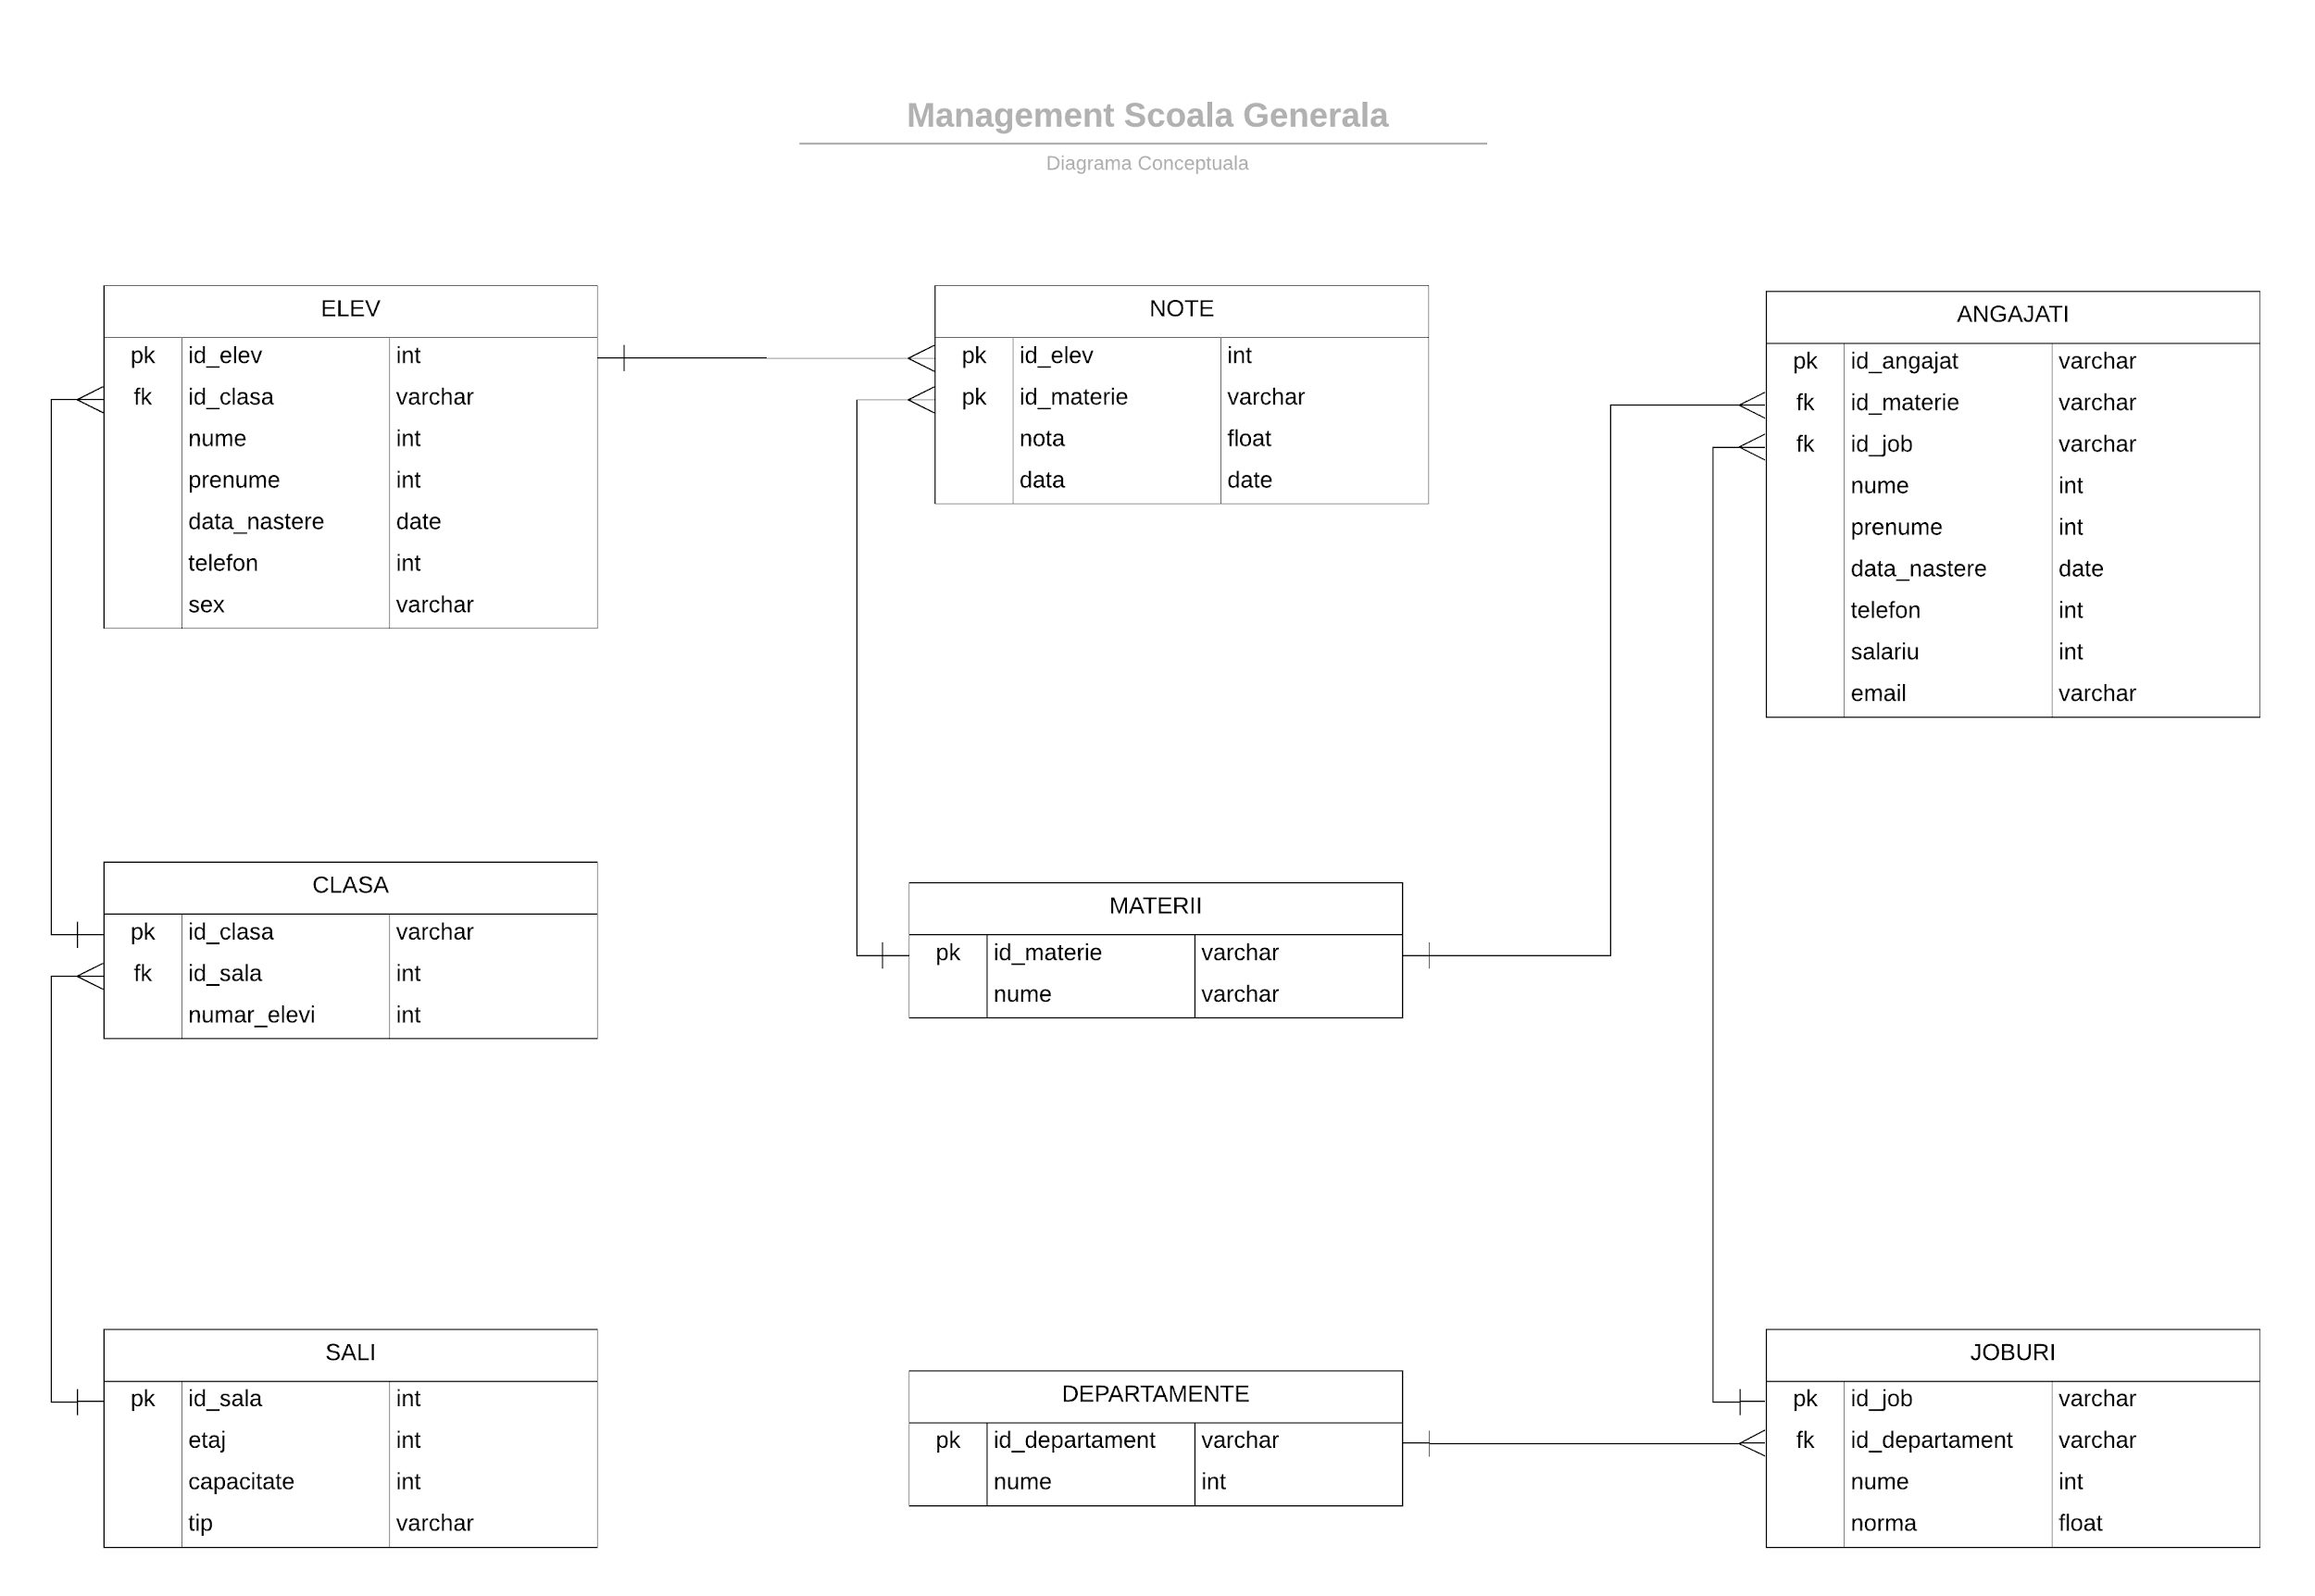 Management Scoala Generala
Diagrama Conceptuala
ELEV
pk id_elev int
fk id_clasa varchar
nume int
prenume int
data_nastere date
telefon int
sex varchar
NOTE
pk id_elev int
pk id_materie varchar
nota float
data date
ANGAJATI
pk id_angajat varchar
fk id_materie varchar
fk id_job varchar
nume int
prenume int
data_nastere date
telefon int
salariu int
email varchar
CLASA
pk id_clasa varchar
fk id_sala int
numar_elevi int
MATERII
pk id_materie varchar
nume varchar
SALI
pk id_sala int
etaj int
capacitate int
tip varchar
DEPARTAMENTE
pk id_departament varchar
nume int
JOBURI
pk id_job varchar
fk id_departament varchar
nume int
norma float